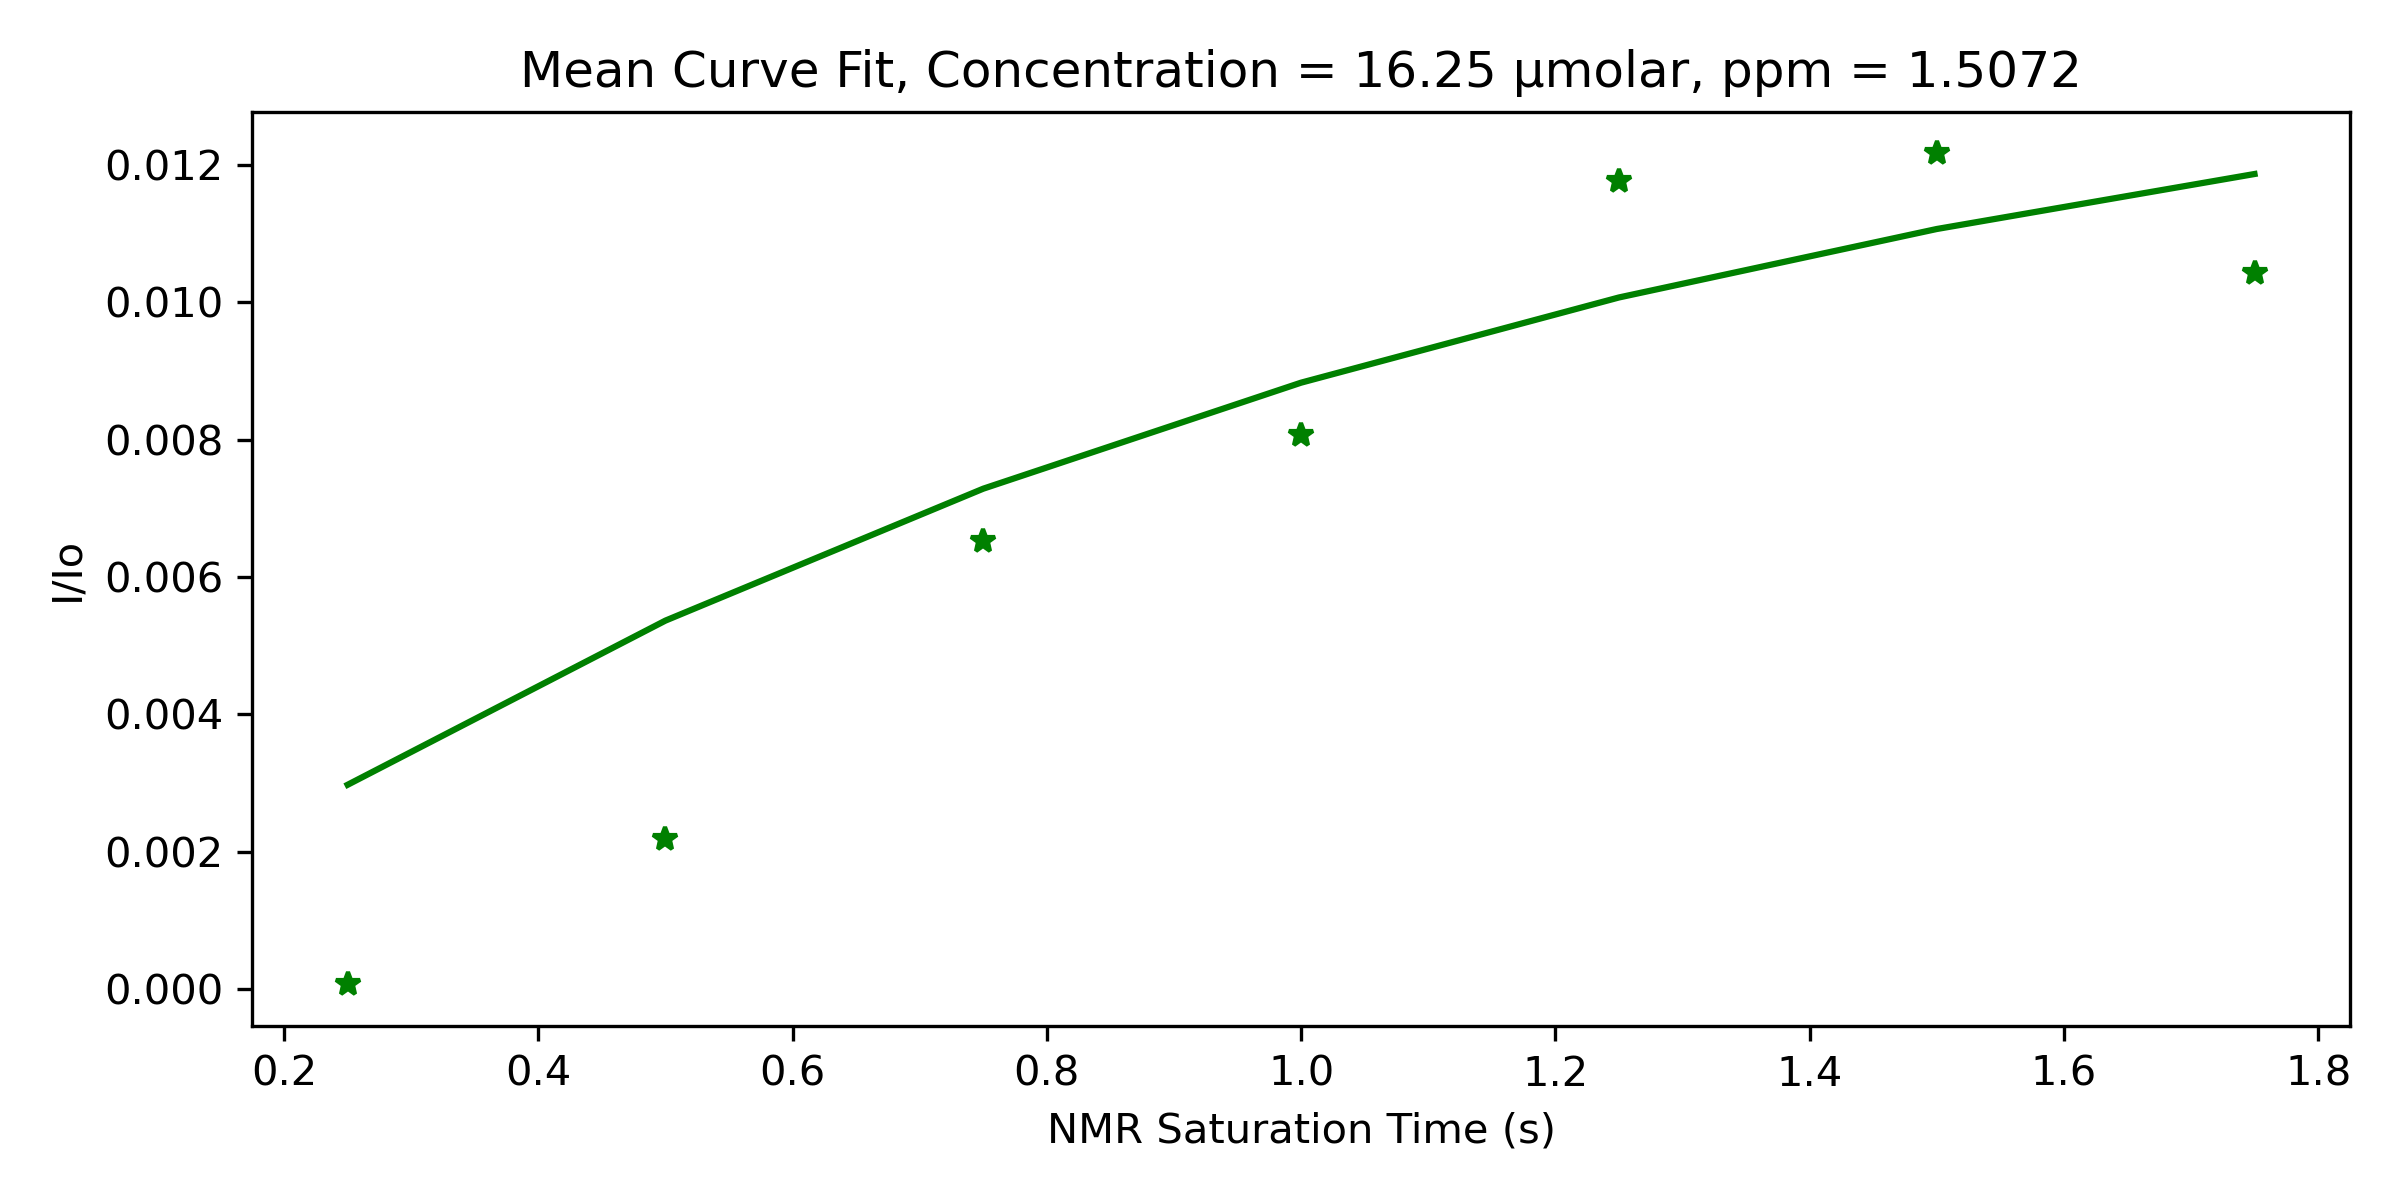 Mean Curve Fit, Concentration = 16.25 µmolar, ppm = 1.5072
0.012
0.010
0.008
0.006
0.004
0.002
0.000
I/Io
0.2 0.4 0.6 0.8 1.0 1.2 1.4 1.6 1.8
NMR Saturation Time (s)